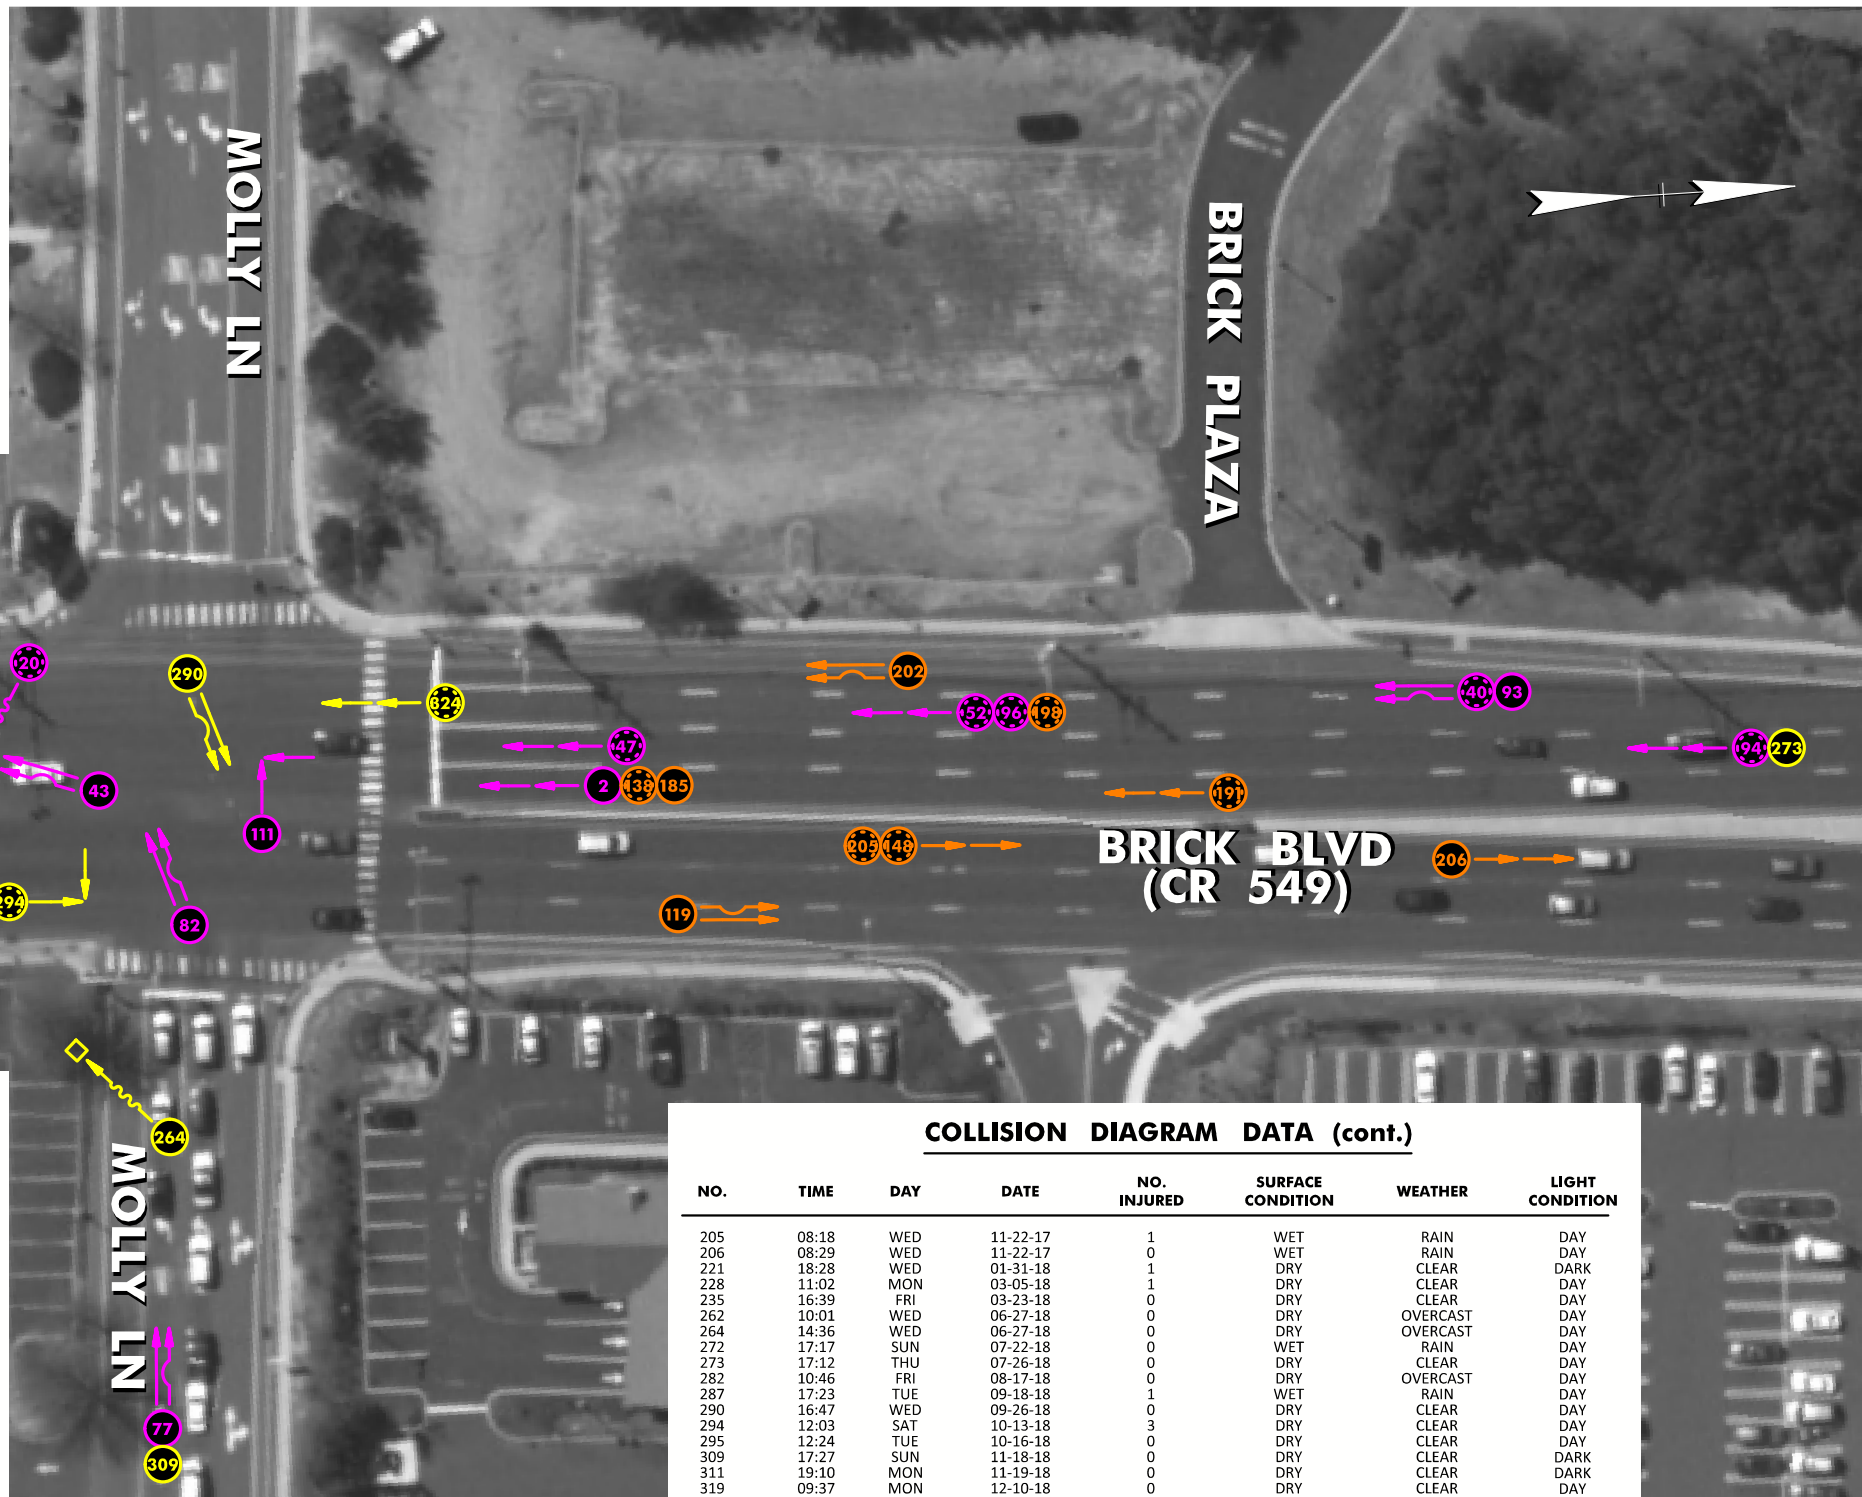 MOLLY LN
BRICK PLAZA
20
290
324
202
47
52 96 198
40 93
94 273
43
2 138 185
191
111
205 148
BRICK BLVD
(CR 549)
206
294
119
82
264
MOLLY LN
77
309
COLLISION DIAGRAM DATA (cont.)
NO. TIME DAY DATE NO. INJURED SURFACE CONDITION WEATHER LIGHT CONDITION
205 08:18 WED 11-22-17 1 WET RAIN DAY
206 08:29 WED 11-22-17 0 WET RAIN DAY
221 18:28 WED 01-31-18 1 DRY CLEAR DARK
228 11:02 MON 03-05-18 1 DRY CLEAR DAY
235 16:39 FRI 03-23-18 0 DRY CLEAR DAY
262 10:01 WED 06-27-18 0 DRY OVERCAST DAY
264 14:36 WED 06-27-18 0 DRY OVERCAST DAY
272 17:17 SUN 07-22-18 0 WET RAIN DAY
273 17:12 THU 07-26-18 0 DRY CLEAR DAY
282 10:46 FRI 08-17-18 0 DRY OVERCAST DAY
287 17:23 TUE 09-18-18 1 WET RAIN DAY
290 16:47 WED 09-26-18 0 DRY CLEAR DAY
294 12:03 SAT 10-13-18 3 DRY CLEAR DAY
295 12:24 TUE 10-16-18 0 DRY CLEAR DAY
309 17:27 SUN 11-18-18 0 DRY CLEAR DARK
311 19:10 MON 11-19-18 0 DRY CLEAR DARK
319 09:37 MON 12-10-18 0 DRY CLEAR DAY